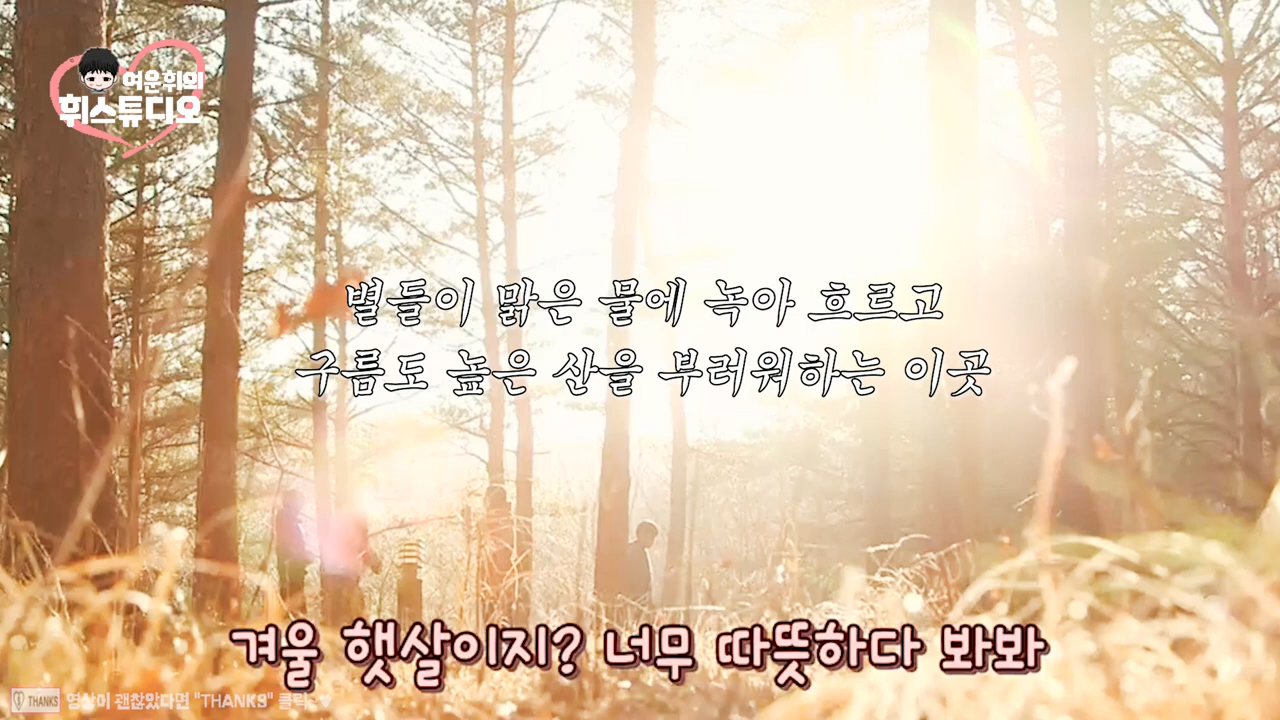 여운휘의
휘스튜디오
별들이 맑은 물에 녹아 흐르고
구름도 높은 산을 부러워하는 이곳
겨울 햇살이지? 너무 따뜻하다 봐봐
THANKS 영상이 괜찮았다면 "THANKS" 클릭~♥